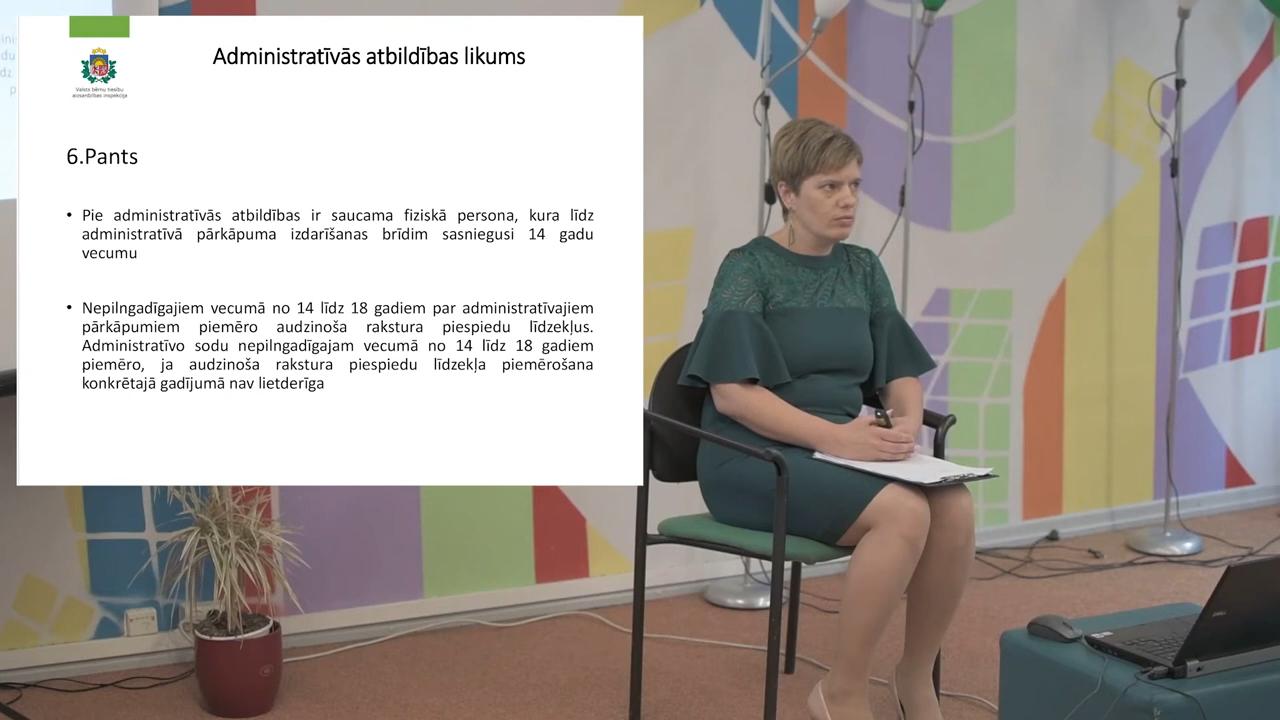 Administratīvās atbildības likums
Valsts bērnu tiesību
aizsardzības inspekcija
6.Pants
• Pie administratīvās atbildības ir saucama fiziskā persona, kura līdz
administratīvā pārkāpuma izdarīšanas brīdim sasniegusi 14 gadu
vecumu
• Nepilngadīgajiem vecumā no 14 līdz 18 gadiem par administratīvajiem
pārkāpumiem piemēro audzinoša rakstura piespiedu līdzekļus.
Administratīvo sodu nepilngadīgajam vecumā no 14 līdz 18 gadiem
piemēro, ja audzinoša rakstura piespiedu līdzekļa piemērošana
konkrētajā gadījumā nav lietderīga